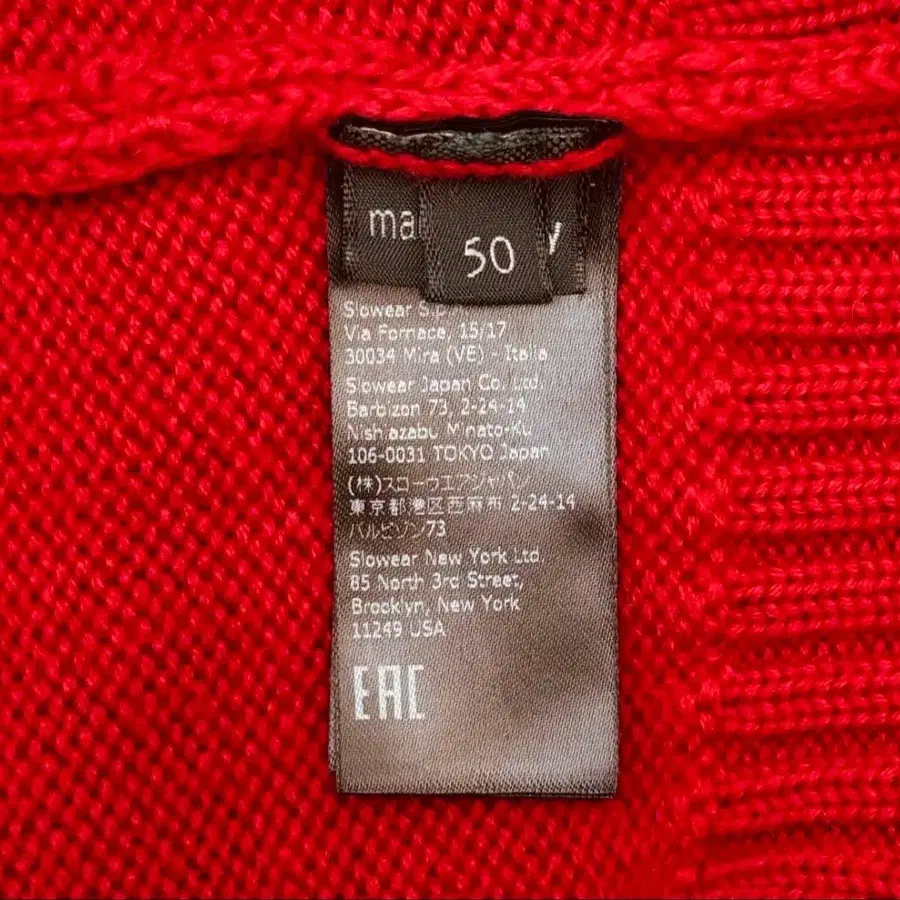 ma
50
y
Slowear S.p
Via Fornace, 15/17
30034 Mira (VE) - Italia
Slowear Japan Co. Ltd.
Barbizon 73, 2-24-14
Nishiazabu Minato-Ku
106-0031 TOKYO Japan
(株)スローウエアジャパン
東京都港区西麻布 2-24-14
バルビゾン73
Slowear New York Ltd.
85 North 3rd Street,
Brooklyn, New York
11249 USA
EAC